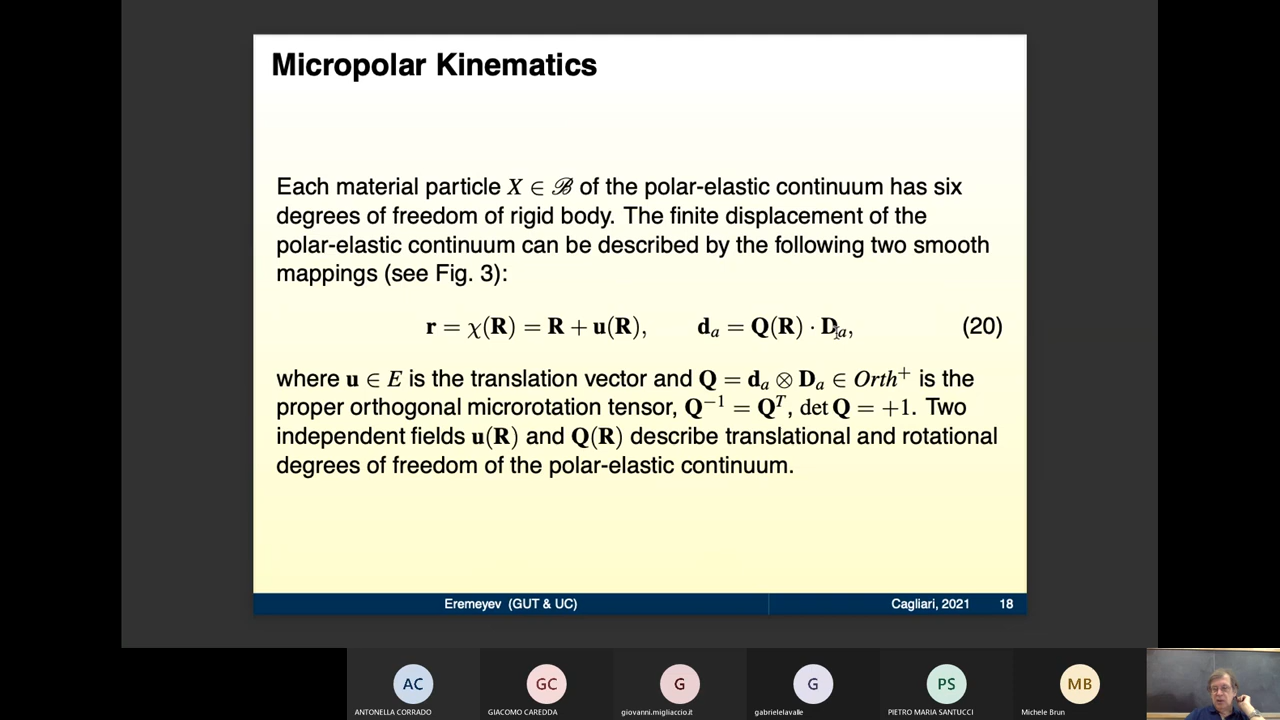 Micropolar Kinematics
Each material particle X ∈ ℬ of the polar-elastic continuum has six
degrees of freedom of rigid body. The finite displacement of the
polar-elastic continuum can be described by the following two smooth
mappings (see Fig. 3):
r = χ(R) = R + u(R), dₐ = Q(R) · Dₐ, (20)
where u ∈ E is the translation vector and Q = dₐ ⊗ Dₐ ∈ Orth⁺ is the
proper orthogonal microrotation tensor, Q⁻¹ = Qᵀ, det Q = +1. Two
independent fields u(R) and Q(R) describe translational and rotational
degrees of freedom of the polar-elastic continuum.
Eremeyev (GUT & UC) Cagliari, 2021 18
AC GC G G PS MB
ANTONELLA CORRADO GIACOMO CAREDDA giovanni.migliaccio.it gabrielelavalle PIETRO MARIA SANTUCCI Michele Brun